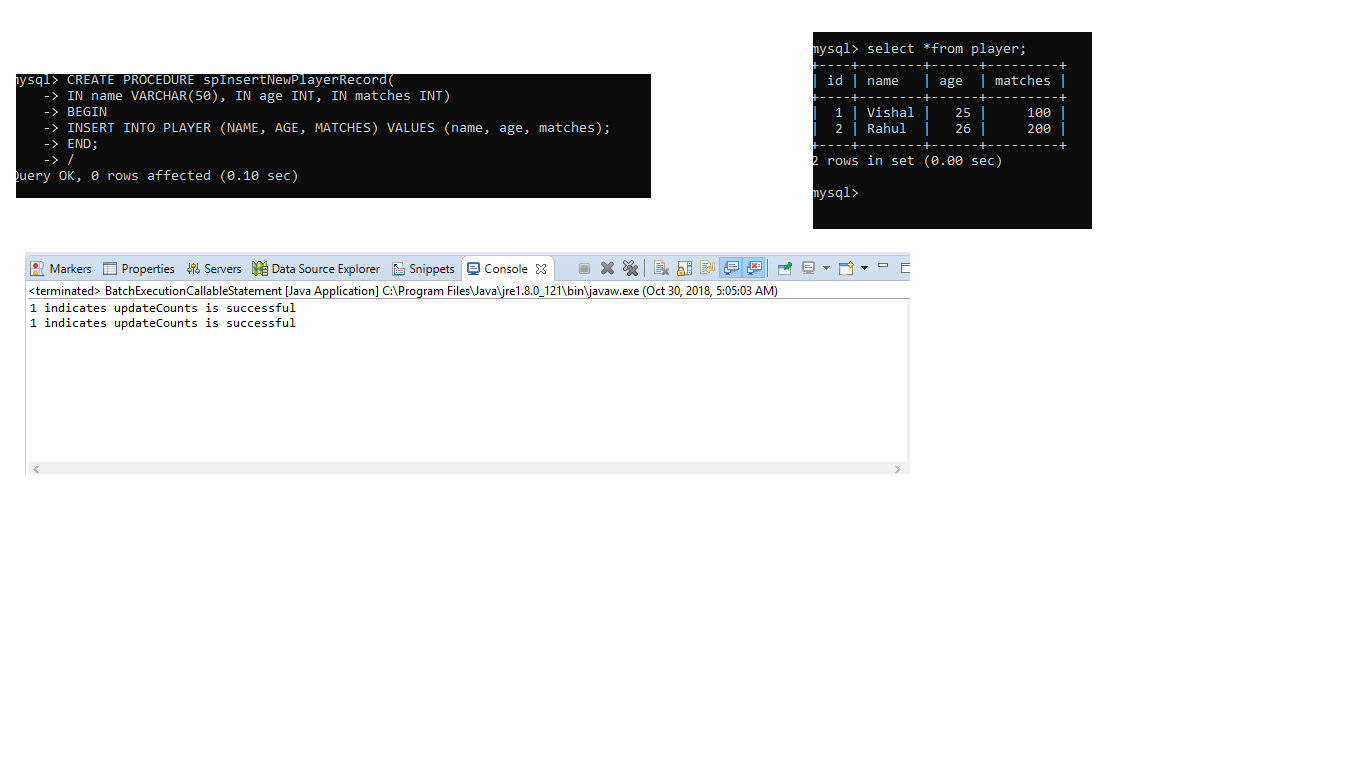 mysql> CREATE PROCEDURE spInsertNewPlayerRecord(
-> IN name VARCHAR(50), IN age INT, IN matches INT)
-> BEGIN
-> INSERT INTO PLAYER (NAME, AGE, MATCHES) VALUES (name, age, matches);
-> END;
-> /
Query OK, 0 rows affected (0.10 sec)
mysql> select *from player;
+----+--------+------+---------+
| id | name   | age  | matches |
+----+--------+------+---------+
|  1 | Vishal |   25 |     100 |
|  2 | Rahul  |   26 |     200 |
+----+--------+------+---------+
2 rows in set (0.00 sec)
mysql>
Markers Properties Servers Data Source Explorer Snippets Console
<terminated> BatchExecutionCallableStatement [Java Application] C:\Program Files\Java\jre1.8.0_121\bin\javaw.exe (Oct 30, 2018, 5:05:03 AM)
1 indicates updateCounts is successful
1 indicates updateCounts is successful